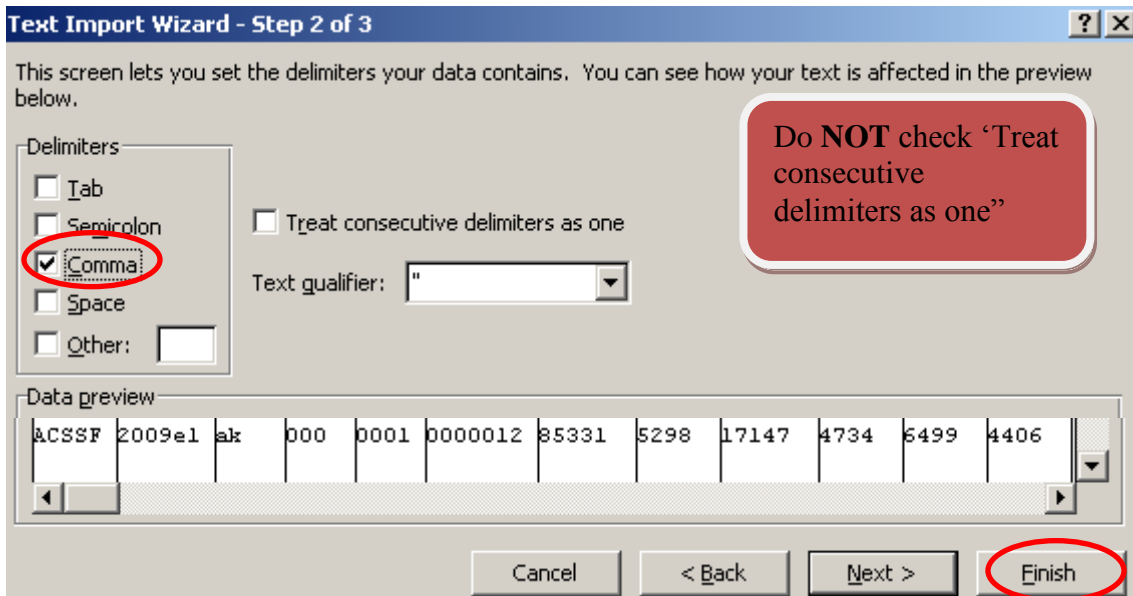 Text Import Wizard - Step 2 of 3
This screen lets you set the delimiters your data contains. You can see how your text is affected in the preview
below.
Do NOT check ‘Treat
consecutive
delimiters as one”
Delimiters
Tab
Semicolon
Comma
Space
Other:
Treat consecutive delimiters as one
Text qualifier: "
Data preview
ACSSF 2009e1 ak 000 0001 0000012 85331 5298 17147 4734 6499 4406
Cancel < Back Next > Finish